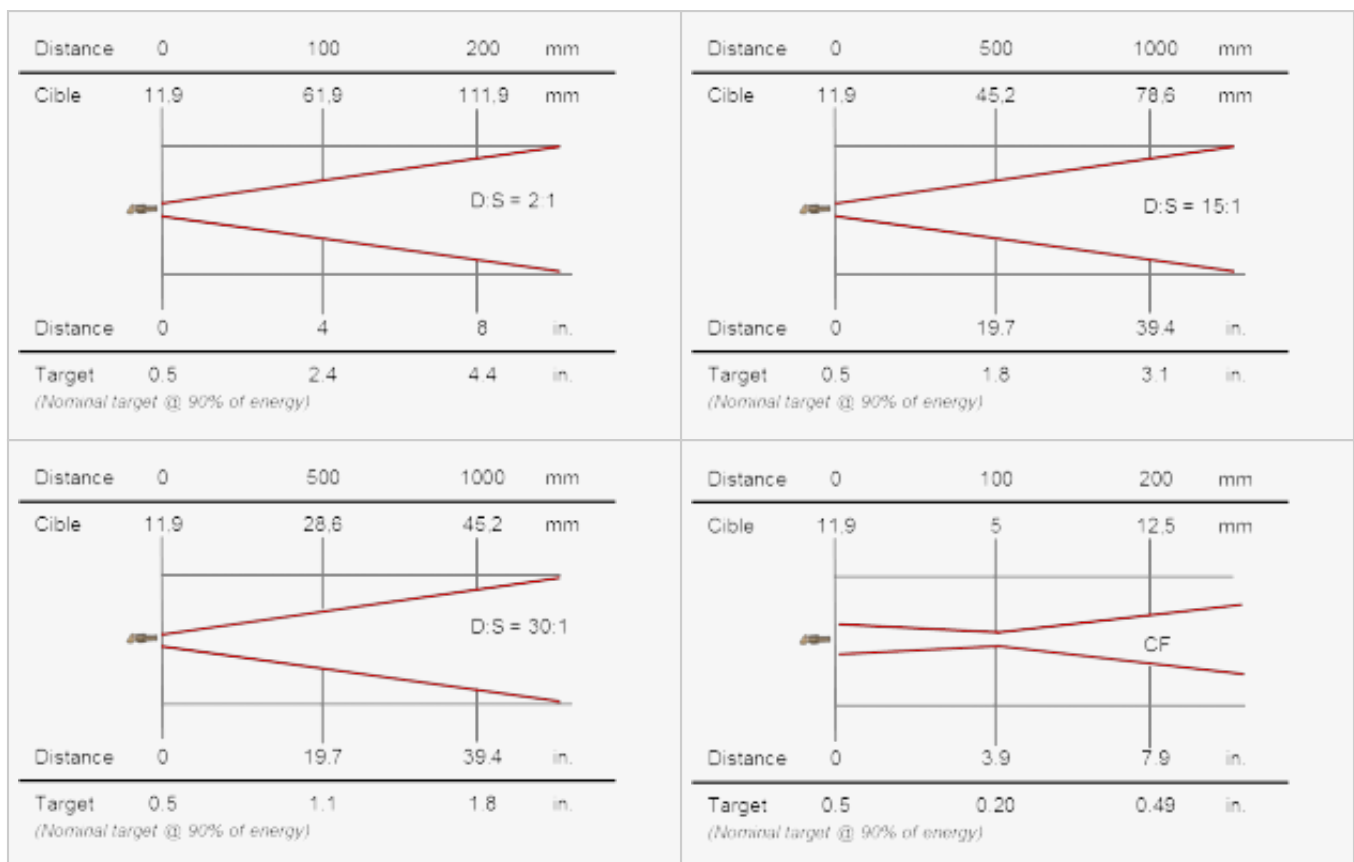 Distance 0 100 200 mm
Cible 11,9 61,9 111,9 mm
D:S = 2:1
Distance 0 4 8 in.
Target 0.5 2.4 4.4 in.
(Nominal target @ 90% of energy)
Distance 0 500 1000 mm
Cible 11,9 45,2 78,6 mm
D:S = 15:1
Distance 0 19.7 39.4 in.
Target 0.5 1.8 3.1 in.
(Nominal target @ 90% of energy)
Distance 0 500 1000 mm
Cible 11,9 28,6 45,2 mm
D:S = 30:1
Distance 0 19.7 39.4 in.
Target 0.5 1.1 1.8 in.
(Nominal target @ 90% of energy)
Distance 0 100 200 mm
Cible 11,9 5 12,5 mm
CF
Distance 0 3.9 7.9 in.
Target 0.5 0.20 0.49 in.
(Nominal target @ 90% of energy)